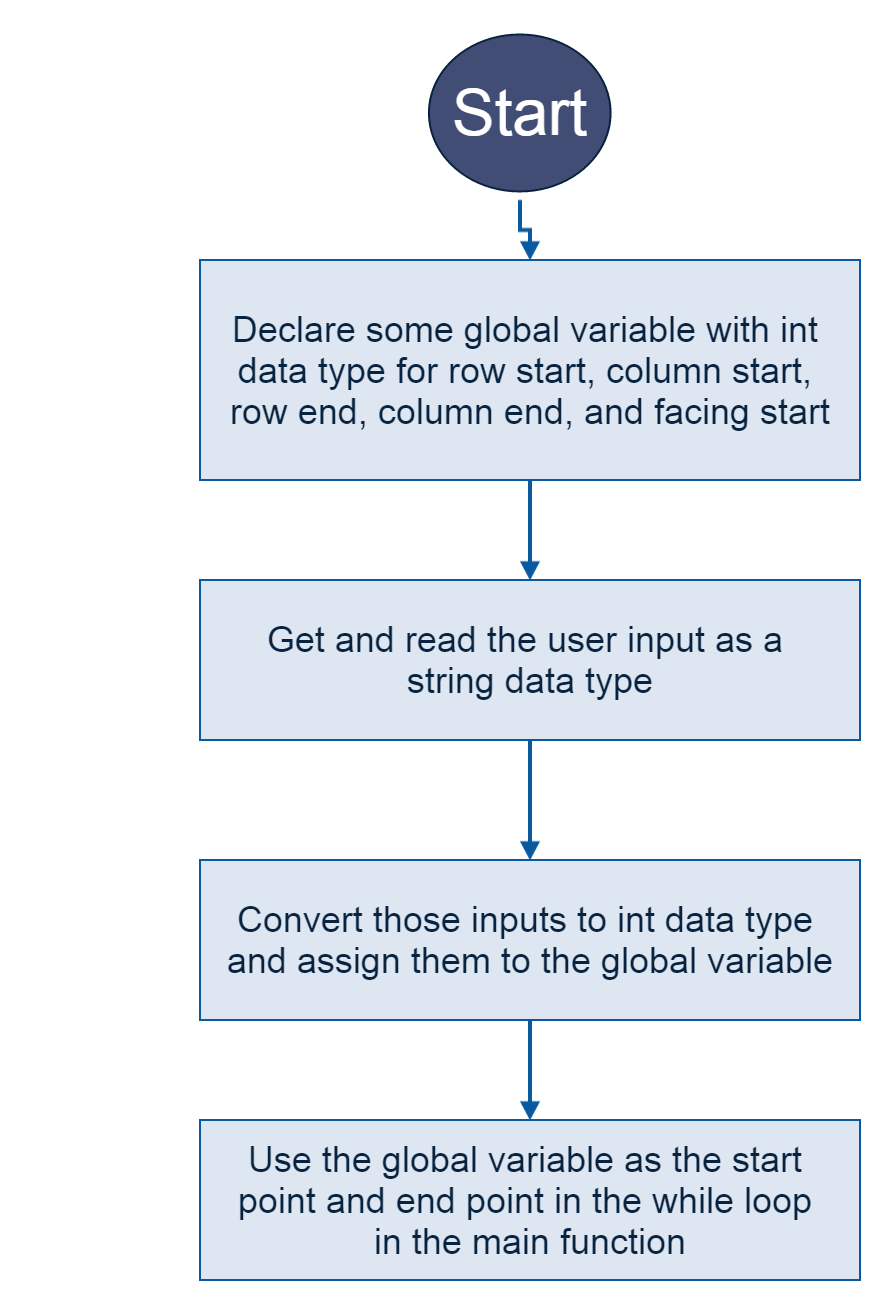 Start
Declare some global variable with int
data type for row start, column start,
row end, column end, and facing start
Get and read the user input as a
string data type
Convert those inputs to int data type
and assign them to the global variable
Use the global variable as the start
point and end point in the while loop
in the main function